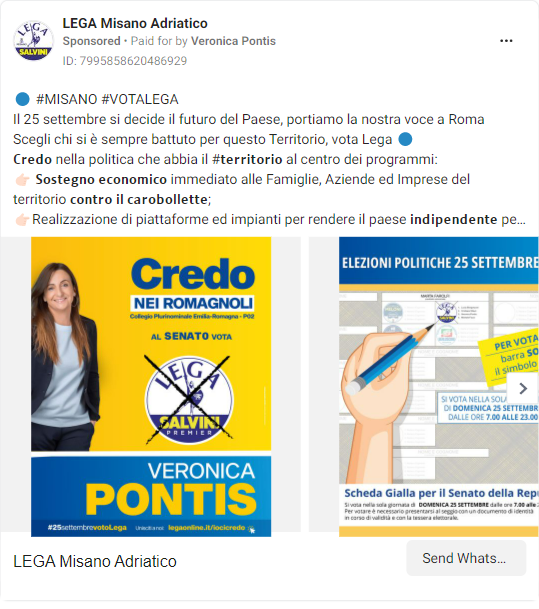 LEGA Misano Adriatico
Sponsored • Paid for by Veronica Pontis
ID: 7995858620486929
#MISANO #VOTALEGA
Il 25 settembre si decide il futuro del Paese, portiamo la nostra voce a Roma
Scegli chi si è sempre battuto per questo Territorio, vota Lega
Credo nella politica che abbia il #territorio al centro dei programmi:
Sostegno economico immediato alle Famiglie, Aziende ed Imprese del
territorio contro il carobollette;
Realizzazione di piattaforme ed impianti per rendere il paese indipendente pe...
Credo
NEI ROMAGNOLI
Collegio Plurinominale Emilia-Romagna - P02
AL SENATO VOTA
LEGA
SALVINI
PREMIER
VERONICA
PONTIS
#25settembrevotoLega
Unisciti a noi: legaonline.it/locicredo
ELEZIONI POLITICHE 25 SETTEMBRE
PER VOTA
barra SO
il simbolo
SI VOTA NELLA SOLA
DI DOMENICA 25 SETTEMBR
DALLE ORE 7.00 ALLE 23.00
Scheda Gialla per il Senato della Repu
Si vota nella sola giornata di DOMENICA 25 SETTEMBRE dalle ore 7.00 alle
Per votare è necessario presentarsi al seggio con un documento di identità
in corso di validità e con la tessera elettorale.
LEGA Misano Adriatico
Send Whats...